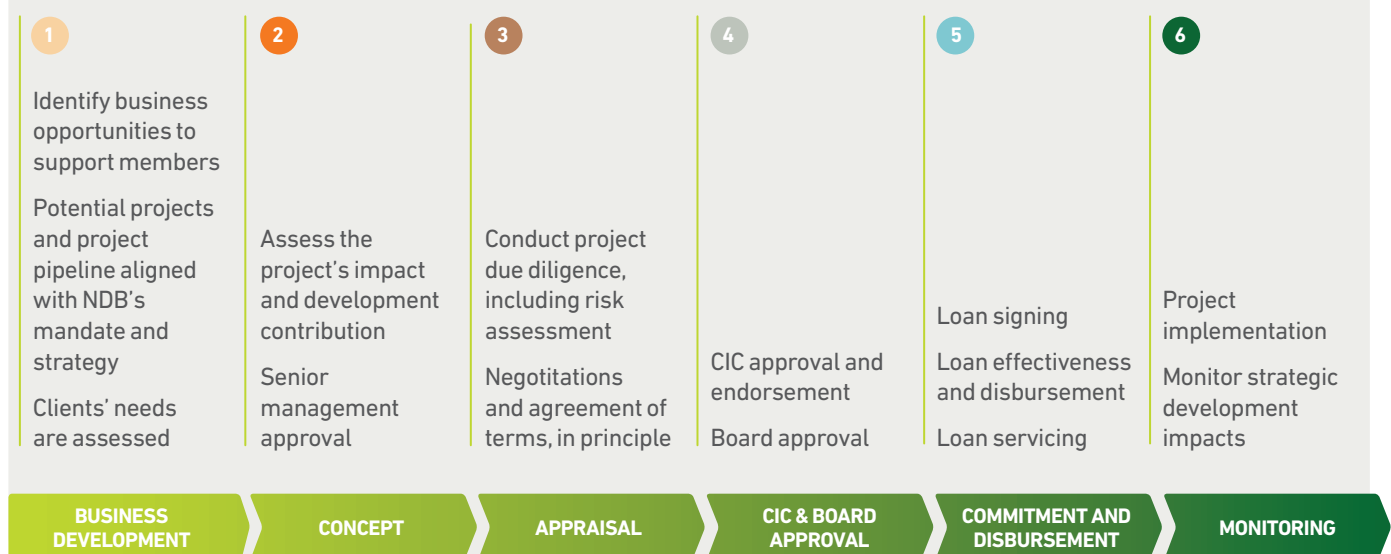 1
Identify business
opportunities to
support members
Potential projects
and project
pipeline aligned
with NDB's
mandate and
strategy
Clients' needs
are assessed
BUSINESS
DEVELOPMENT
2
Assess the
project's impact
and development
contribution
Senior
management
approval
CONCEPT
3
Conduct project
due diligence,
including risk
assessment
Negotitations
and agreement of
terms, in principle
APPRAISAL
4
CIC approval and
endorsement
Board approval
CIC & BOARD
APPROVAL
5
Loan signing
Loan effectiveness
and disbursement
Loan servicing
COMMITMENT AND
DISBURSEMENT
6
Project
implementation
Monitor strategic
development
impacts
MONITORING